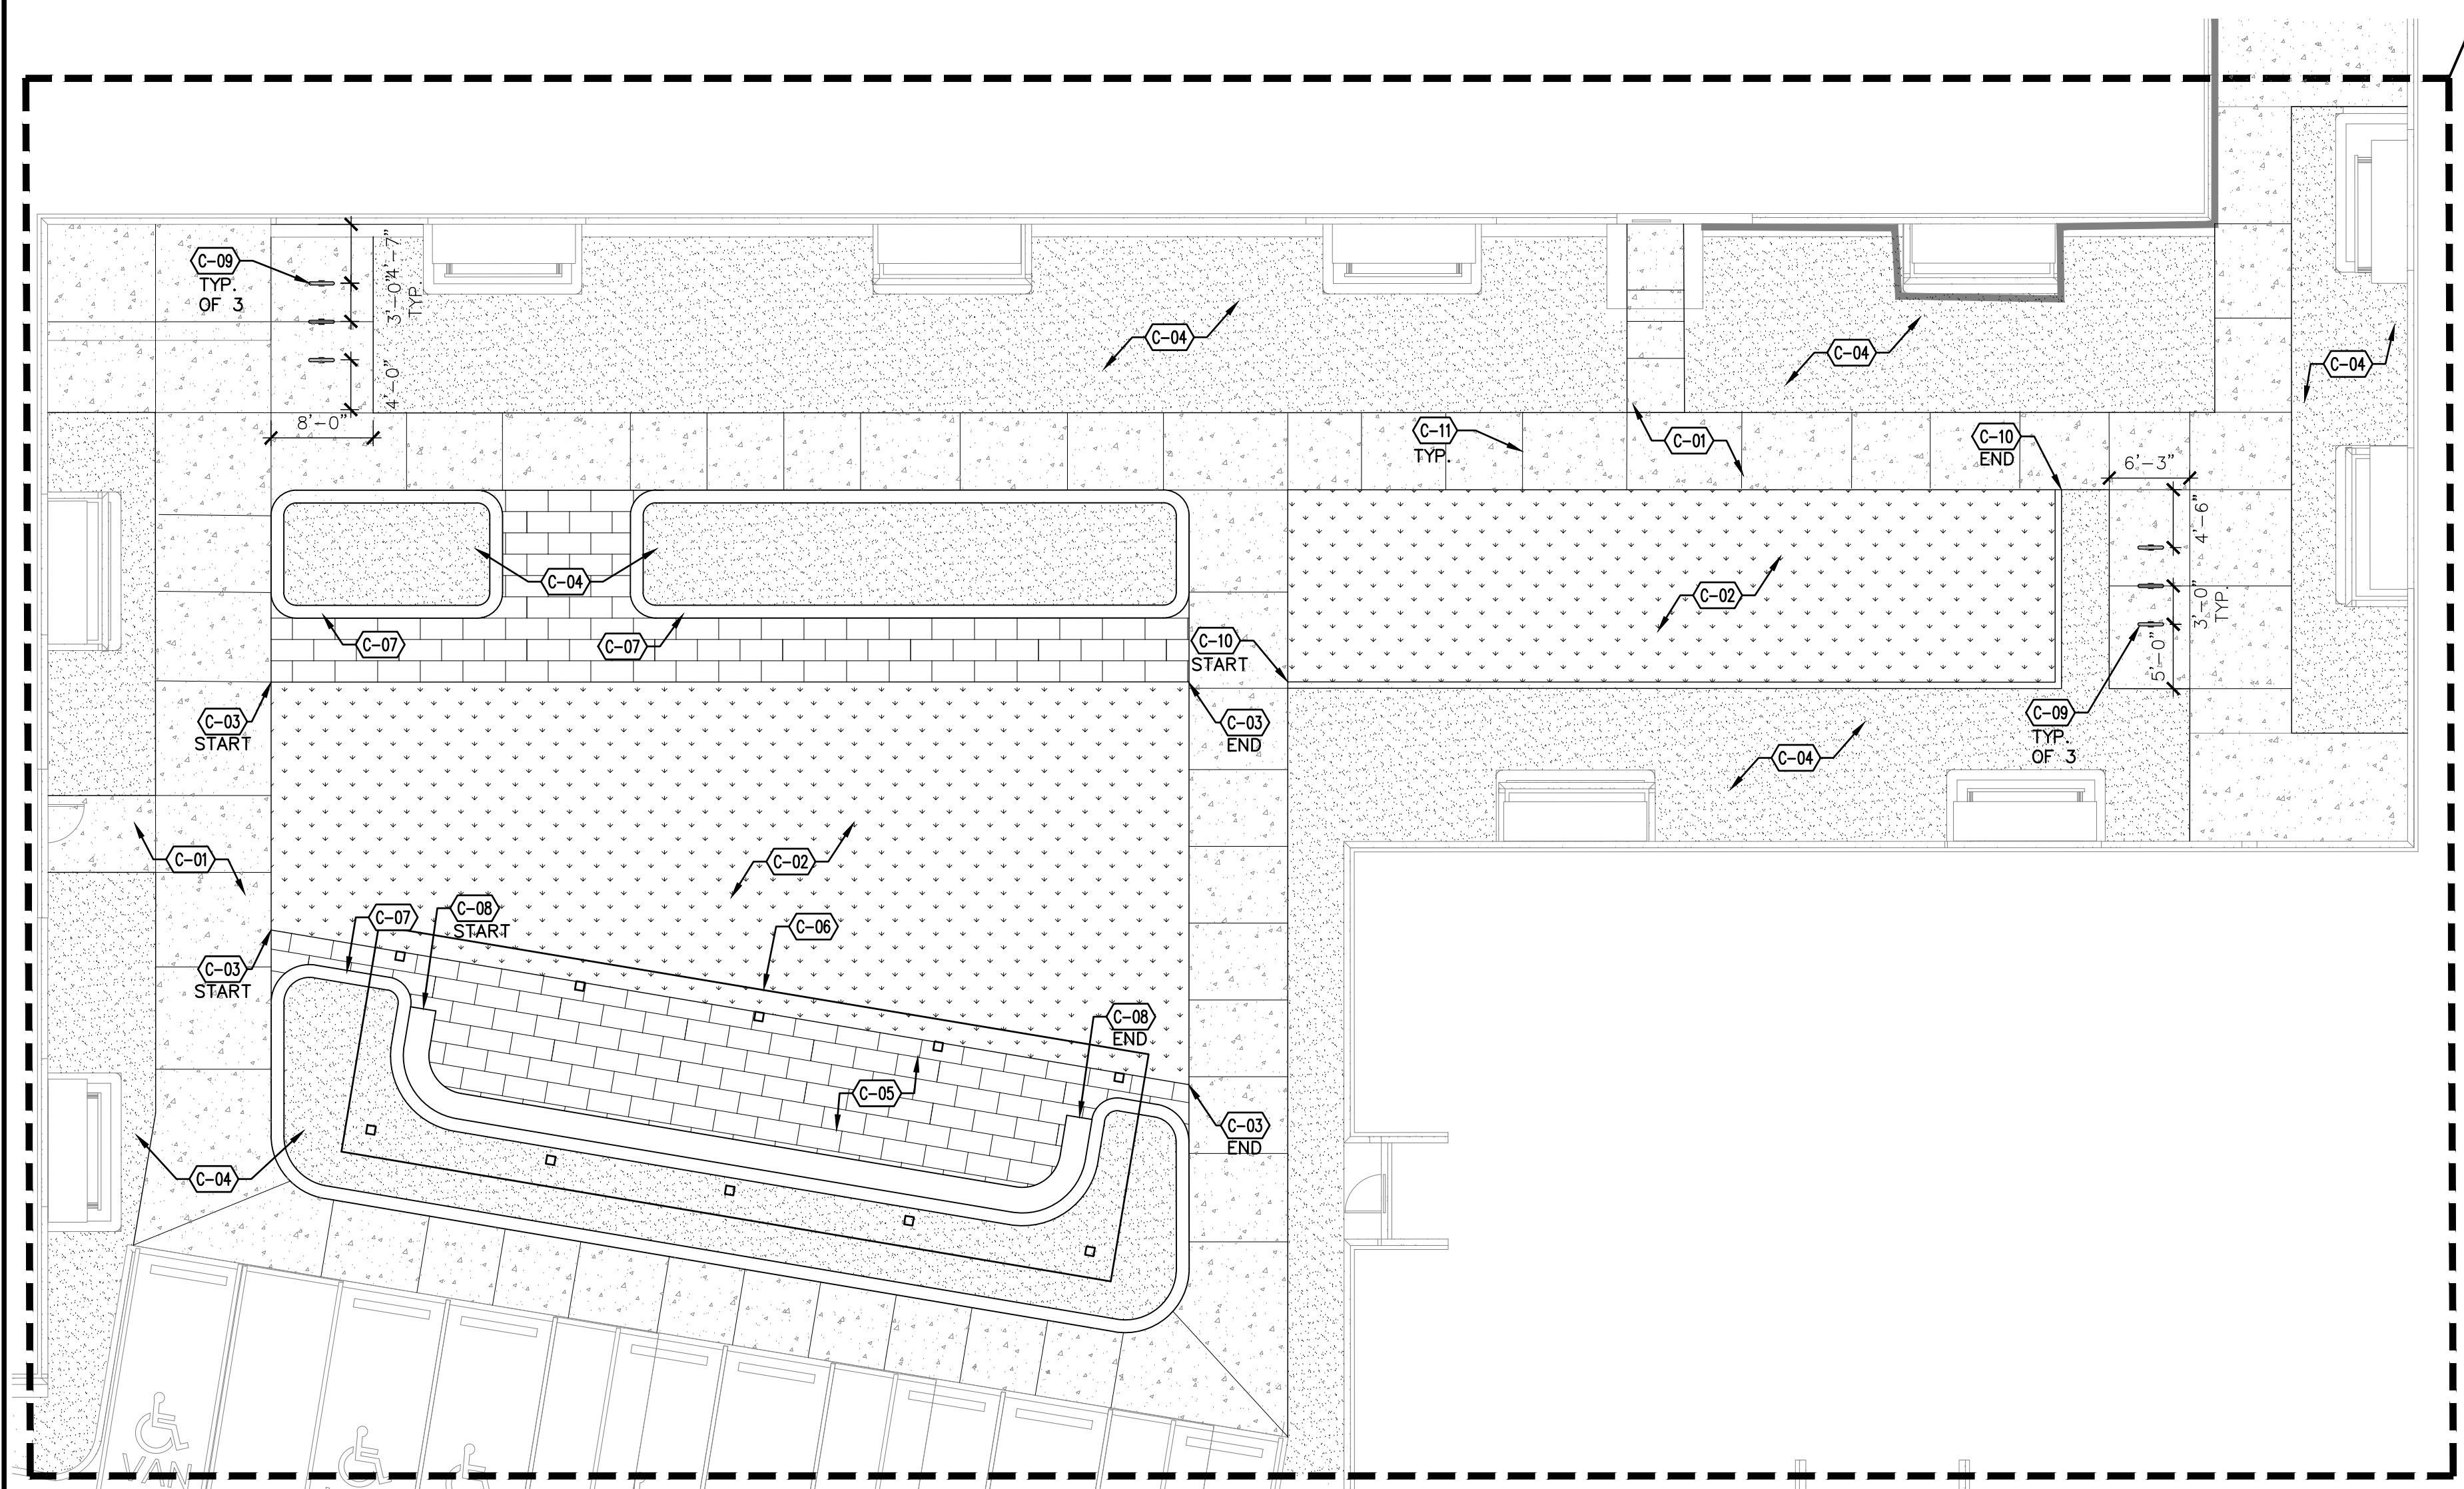 C-09
TYP.
OF 3
4'-7"
3'-0"
TYP.
4'-0"
8'-0"
C-04
C-04
C-04
C-11
TYP.
C-01
C-10
END
6'-3"
4'-6"
3'-0"
TYP.
5'-0"
C-04
C-02
C-07
C-07
C-10
START
C-03
START
C-03
END
C-09
TYP.
OF 3
C-04
C-01
C-02
C-07
C-08
START
C-06
C-03
START
C-08
END
C-05
C-03
END
C-04
VAN